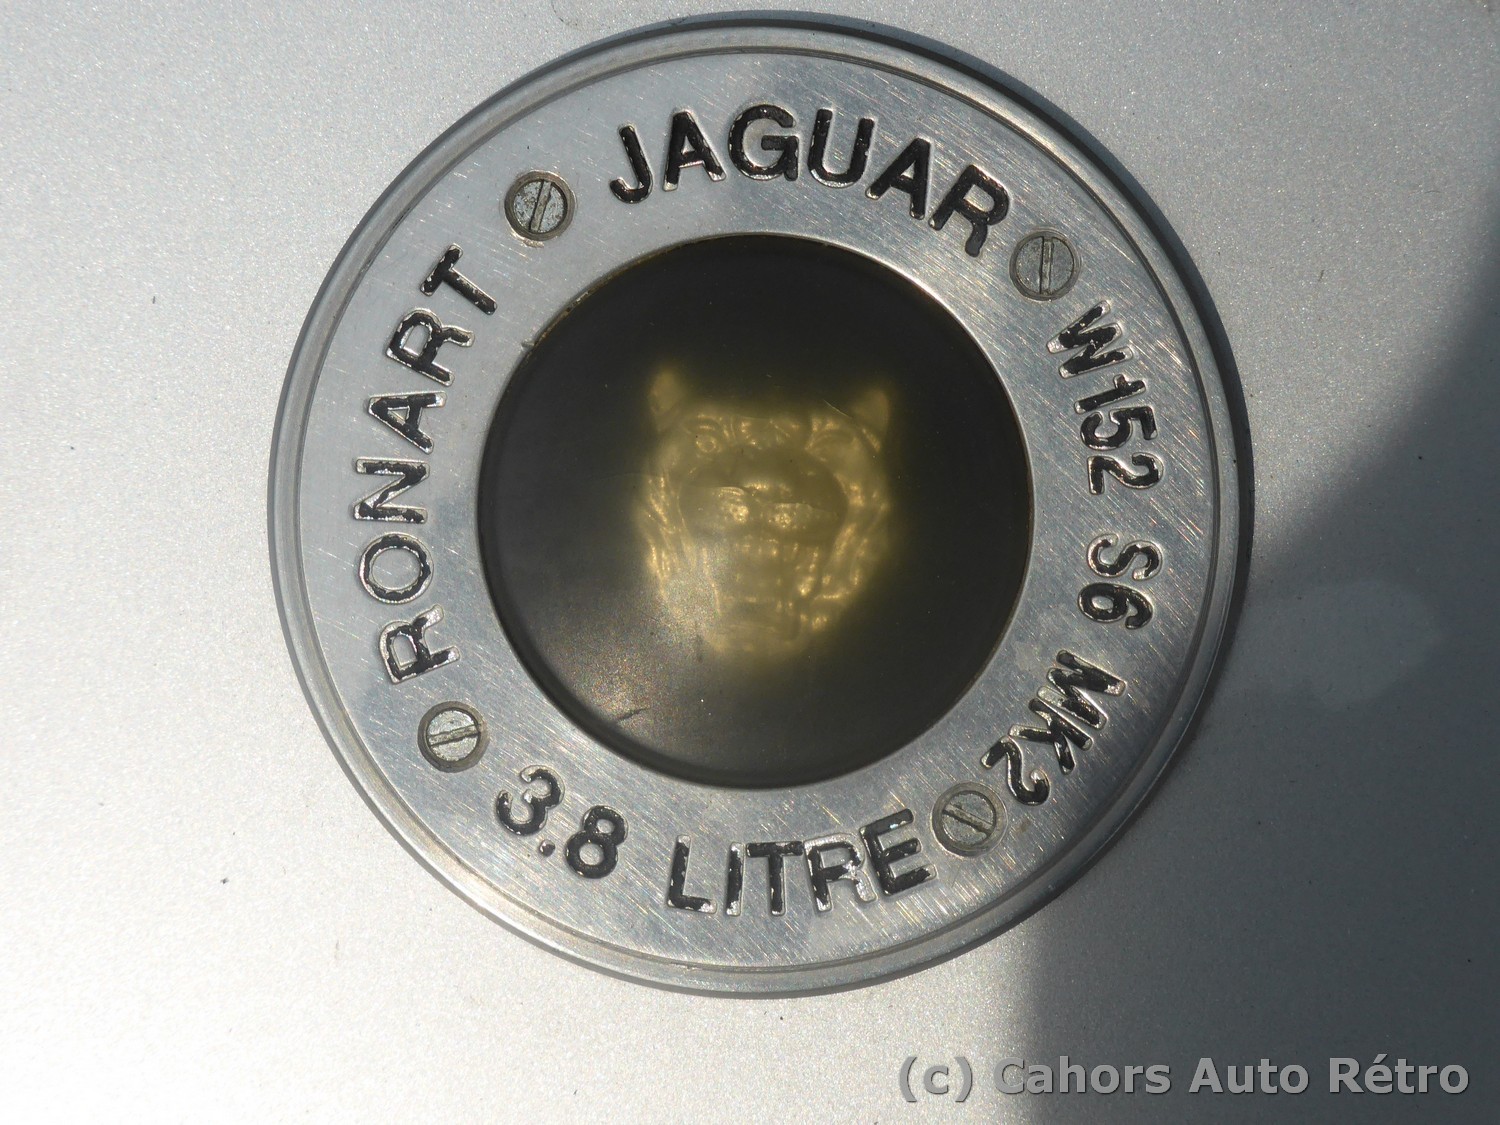 RONART
JAGUAR
W152 S6 MK2
3.8 LITRE
(c) Cahors Auto Rétro